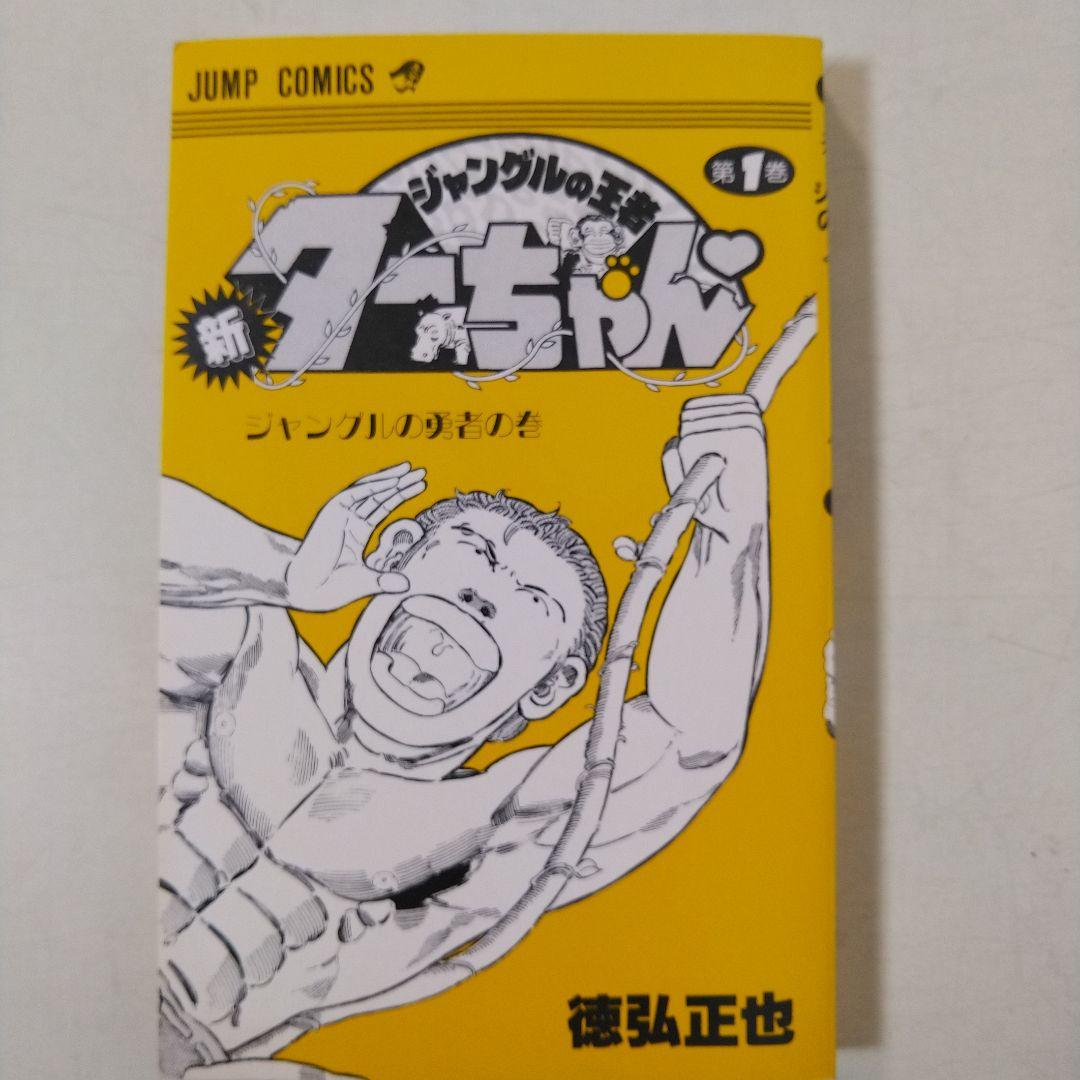 JUMP COMICS
第1巻
ジャングルの王者
新
ターちゃん♡
ジャングルの勇者の巻
徳弘正也